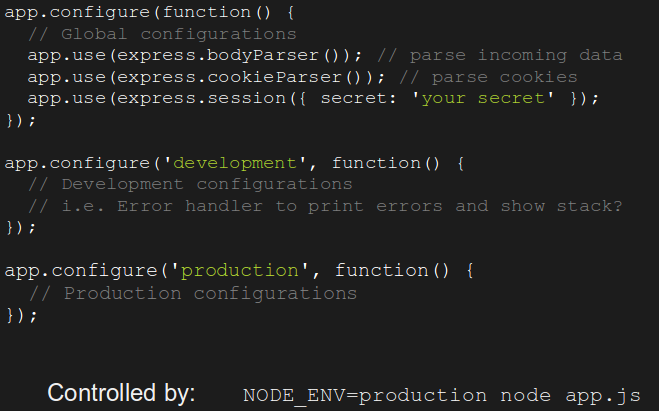 app.configure(function() {
// Global configurations
app.use(express.bodyParser()); // parse incoming data
app.use(express.cookieParser()); // parse cookies
app.use(express.session({ secret: 'your secret' });
});
app.configure('development', function() {
// Development configurations
// i.e. Error handler to print errors and show stack?
});
app.configure('production', function() {
// Production configurations
});
Controlled by: NODE_ENV=production node app.js